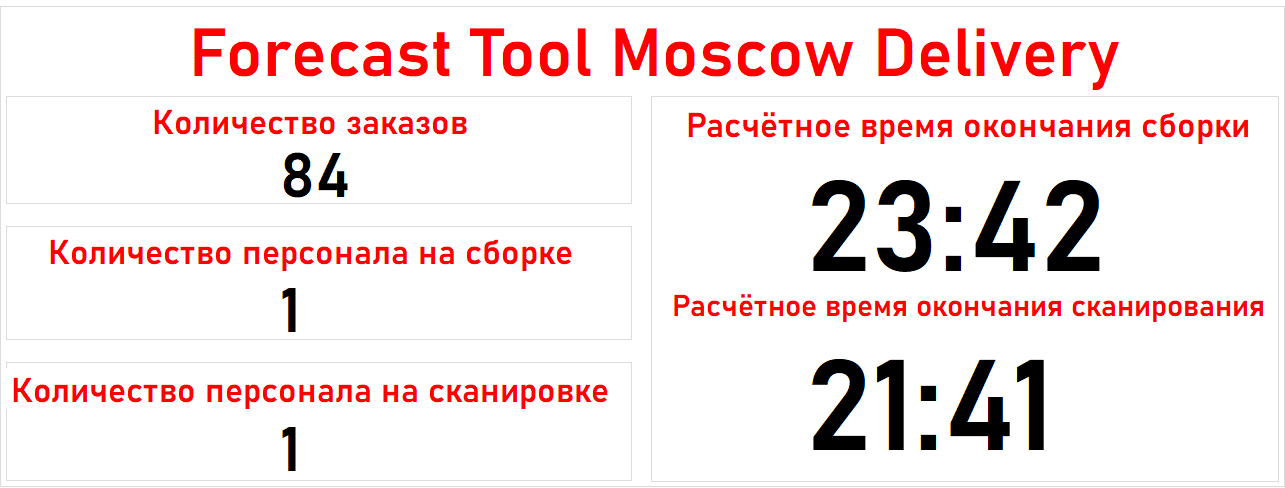 Forecast Tool Moscow Delivery
Количество заказов
84
Количество персонала на сборке
1
Количество персонала на сканировке
1
Расчётное время окончания сборки
23:42
Расчётное время окончания сканирования
21:41